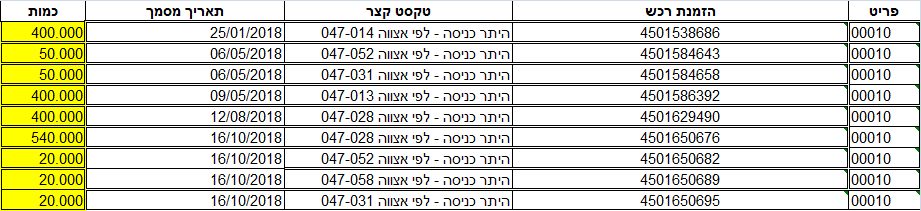 פריט הזמנת רכש טקסט קצר תאריך מסמך כמות
00010 4501538686 היתר כניסה - לפי אצווה 047-014 25/01/2018 400.000
00010 4501584643 היתר כניסה - לפי אצווה 047-052 06/05/2018 50.000
00010 4501584658 היתר כניסה - לפי אצווה 047-031 06/05/2018 50.000
00010 4501586392 היתר כניסה - לפי אצווה 047-013 09/05/2018 400.000
00010 4501629490 היתר כניסה - לפי אצווה 047-028 12/08/2018 400.000
00010 4501650676 היתר כניסה - לפי אצווה 047-028 16/10/2018 540.000
00010 4501650682 היתר כניסה - לפי אצווה 047-052 16/10/2018 20.000
00010 4501650689 היתר כניסה - לפי אצווה 047-058 16/10/2018 20.000
00010 4501650695 היתר כניסה - לפי אצווה 047-031 16/10/2018 20.000